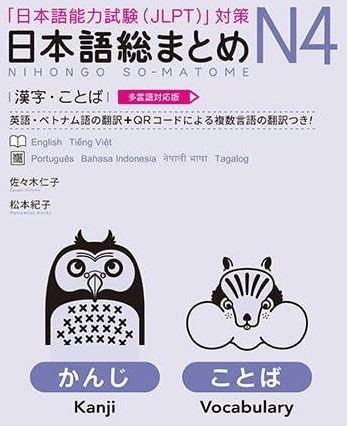 「日本語能力試験（JLPT）」対策
日本語総まとめ N4
NIHONGO SO-MATOME
漢字・ことば 多言語対応版
英語・ベトナム語の翻訳+QRコードによる複数言語の翻訳つき!
English Tiếng Việt
Português Bahasa Indonesia नेपाली भाषा Tagalog
佐々木仁子
松本紀子
かんじ ことば
Kanji Vocabulary